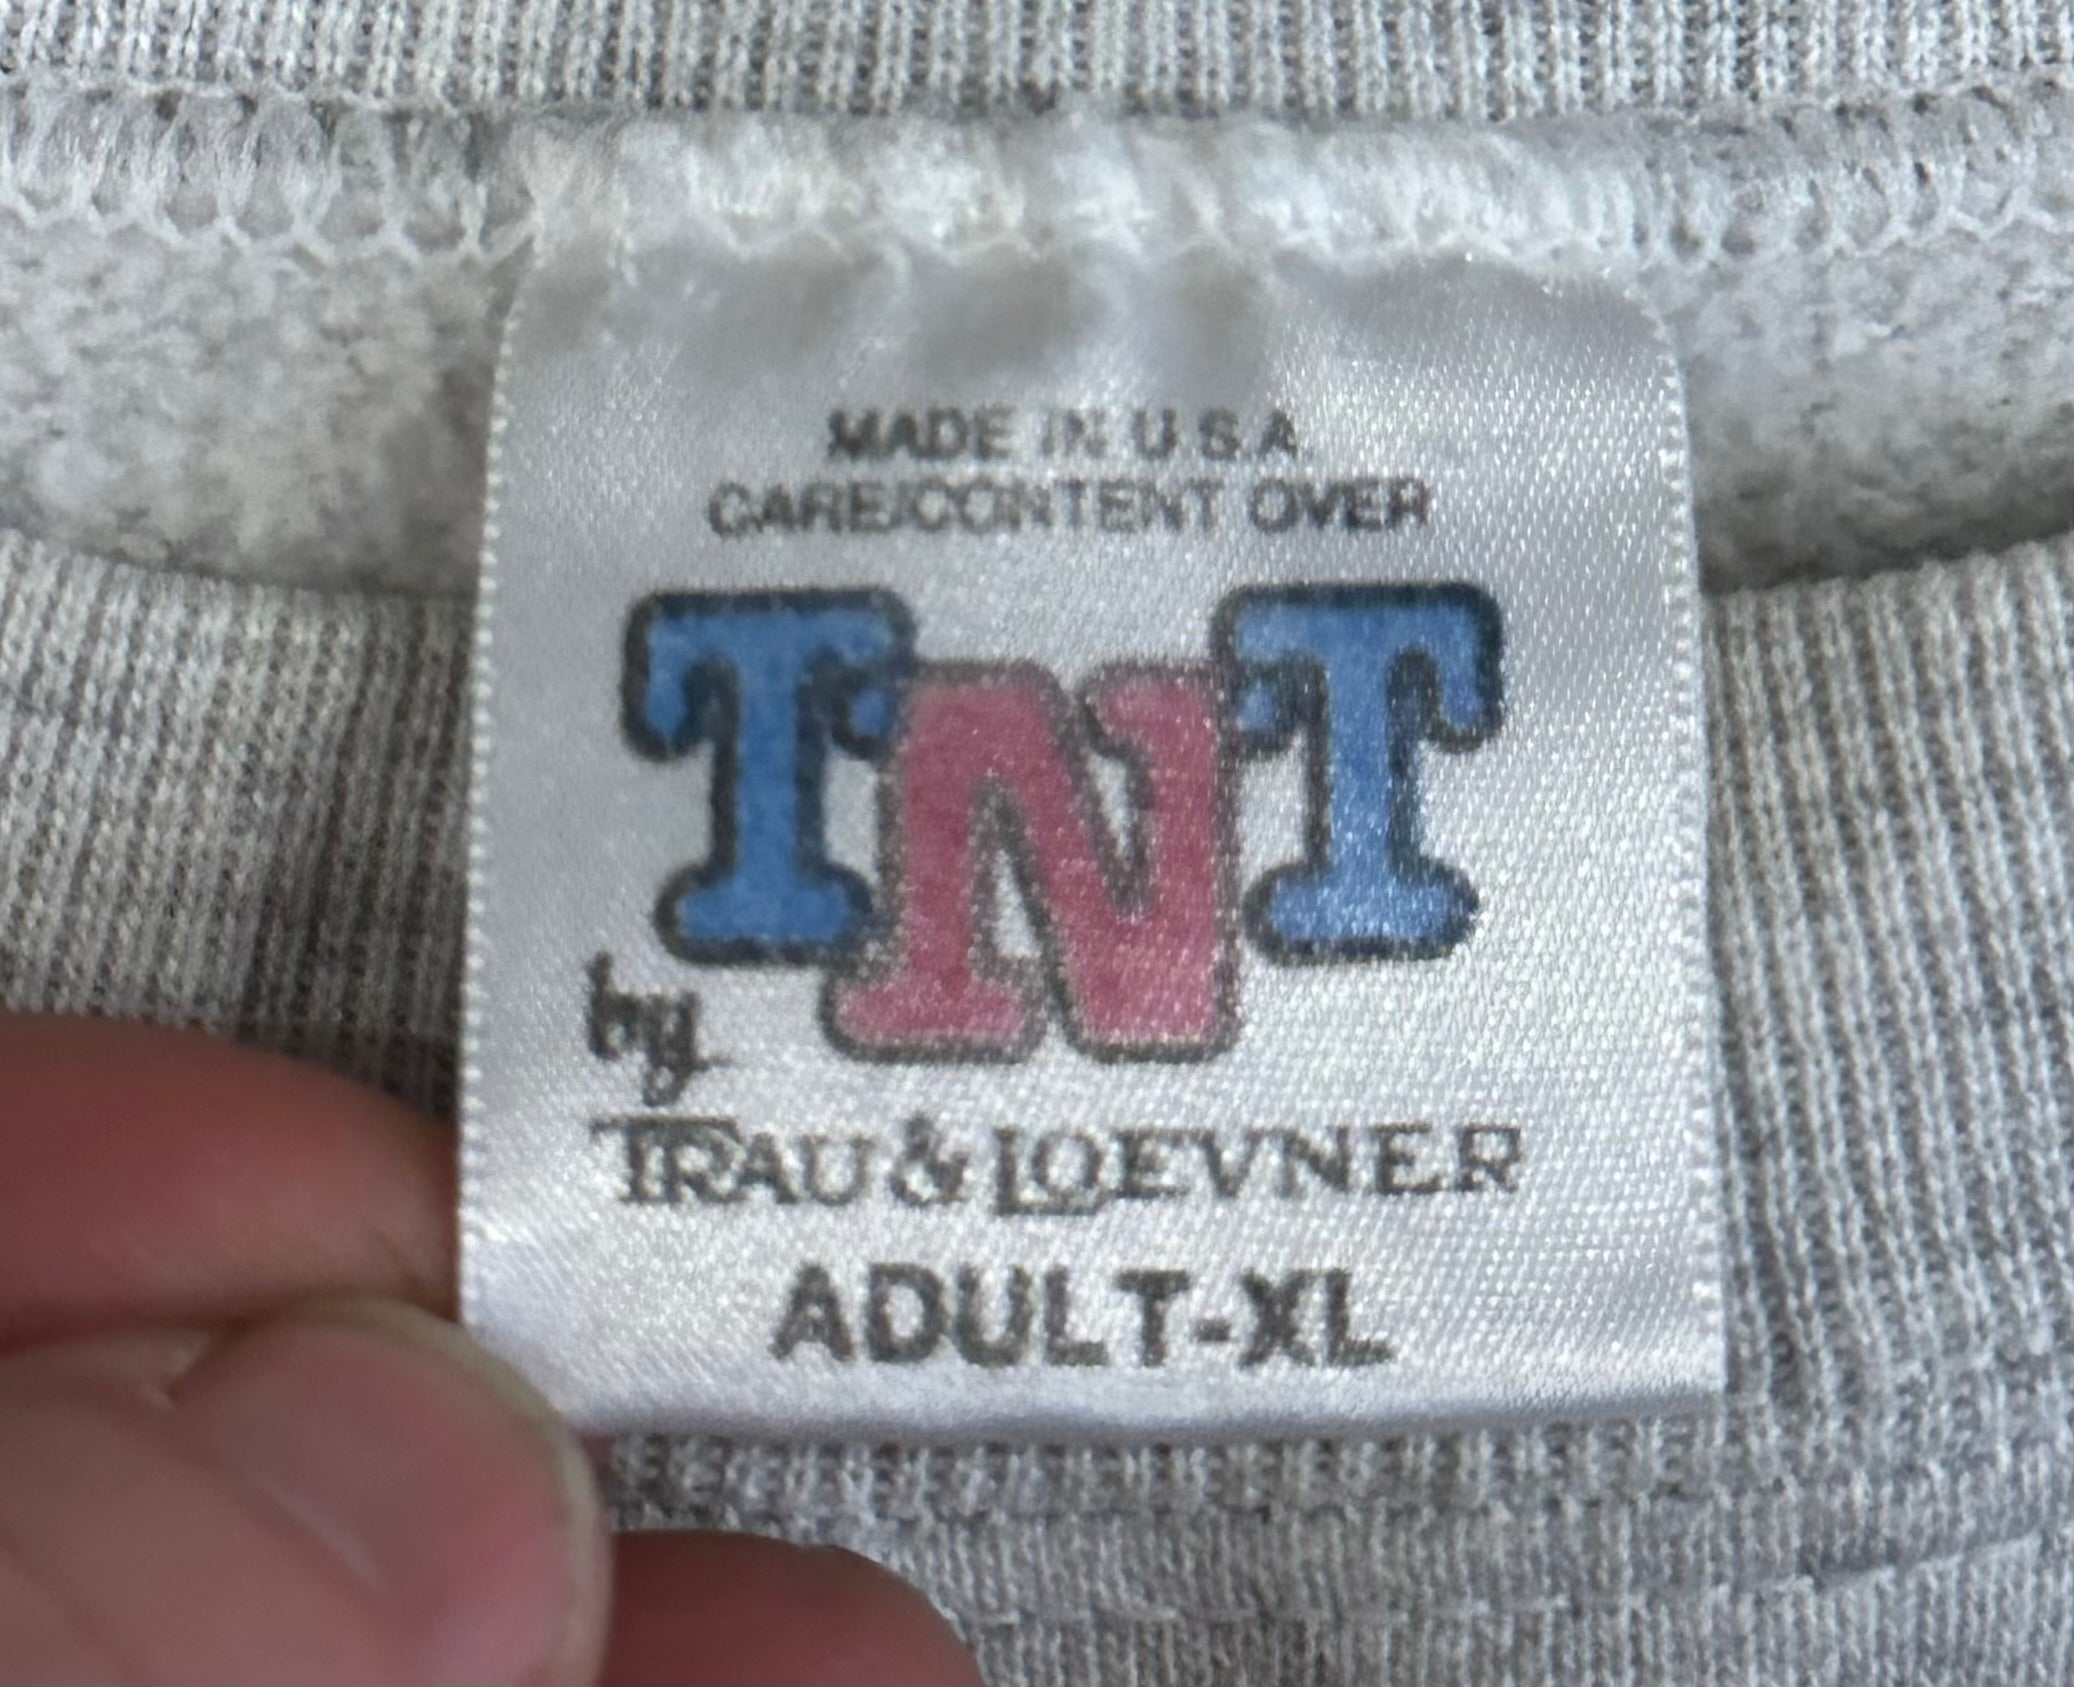 MADE IN U S A
CARE/CONTENT OVER
TNT
by
TRAU & LOEVNER
ADULT-XL